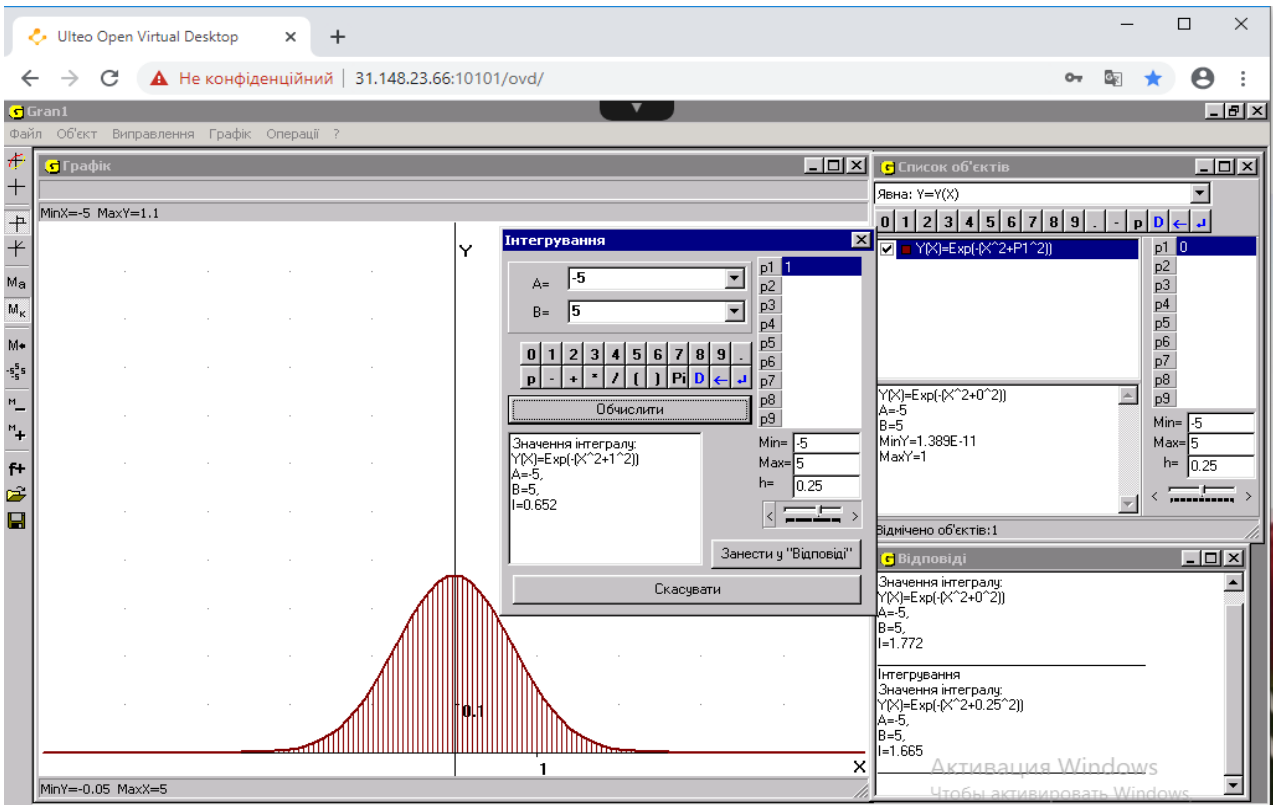 Ulteo Open Virtual Desktop
Не конфіденційний
31.148.23.66:10101/ovd/
Gran1
Файл Об'єкт Виправлення Графік Операції ?
Графік
MinX=-5 MaxY=1.1
Y
0.1
1
X
MinY=-0.05 MaxX=5
Ma
Mк
M
-5 5 5 -5
M
M+
f+
Інтегрування
A= -5
B= 5
0 1 2 3 4 5 6 7 8 9 .
p - + * / ( ) Pi D ← ↲
Обчислити
Значення інтегралу:
Y(X)=Exp(-(X^2+1^2))
A=-5,
B=5,
I=0.652
p1 1
p2
p3
p4
p5
p6
p7
p8
p9
Min= -5
Max= 5
h= 0.25
< >
Занести у "Відповіді"
Скасувати
Список об'єктів
Явна: Y=Y(X)
0 1 2 3 4 5 6 7 8 9 . - p D ← ↲
Y(X)=Exp(-(X^2+P1^2))
p1 0
p2
p3
p4
p5
p6
p7
p8
p9
Y(X)=Exp(-(X^2+0^2))
A=-5
B=5
MinY=1.389E-11
MaxY=1
Min= -5
Max= 5
h= 0.25
< >
Відмічено об'єктів:1
Відповіді
Значення інтегралу:
Y(X)=Exp(-(X^2+0^2))
A=-5,
B=5,
I=1.772
Інтегрування
Значення інтегралу:
Y(X)=Exp(-(X^2+0.25^2))
A=-5,
B=5,
I=1.665
Активация Windows
Чтобы активировать Windows,